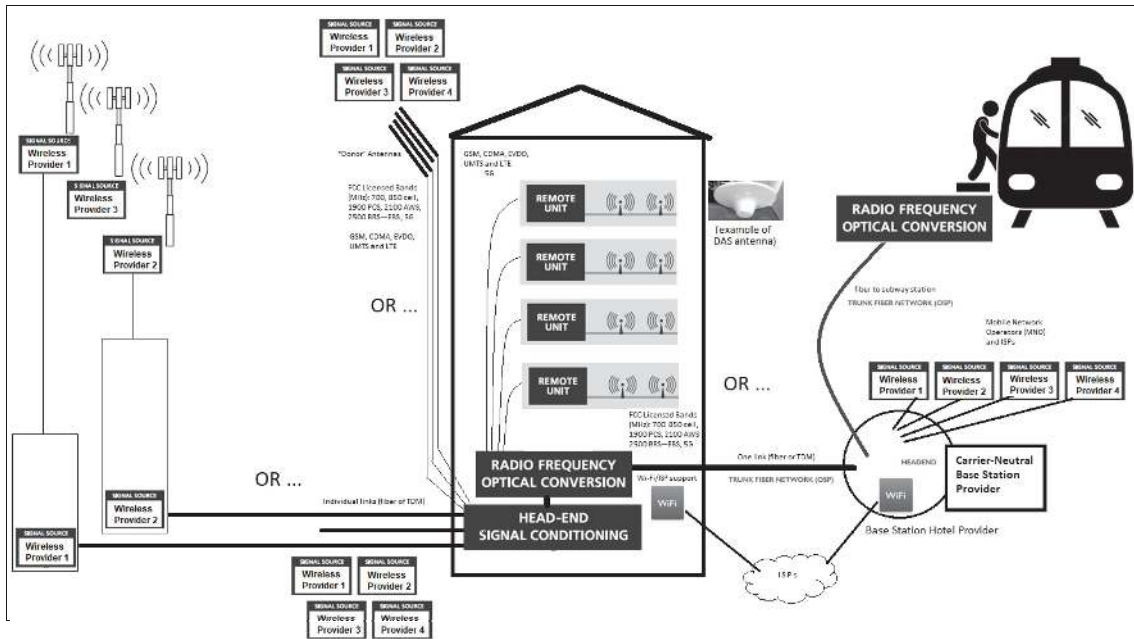 SIGNAL SOURCE
Wireless
Provider 1
SIGNAL SOURCE
Wireless
Provider 3
SIGNAL SOURCE
Wireless
Provider 2
SIGNAL SOURCE
Wireless
Provider 2
SIGNAL SOURCE
Wireless
Provider 1
SIGNAL SOURCE
Wireless
Provider 1
SIGNAL SOURCE
Wireless
Provider 2
SIGNAL SOURCE
Wireless
Provider 3
SIGNAL SOURCE
Wireless
Provider 4
"Donor" Antennas
FCC Licensed Bands
(MHz): 700, 850 cell,
1900 PCS, 2100 AWS
2500 BRS—EBS, 5G
GSM, CDMA, EVDO,
UMTS and LTE
OR ...
OR ...
Individual links (fiber of TDM)
SIGNAL SOURCE
Wireless
Provider 1
SIGNAL SOURCE
Wireless
Provider 2
SIGNAL SOURCE
Wireless
Provider 3
SIGNAL SOURCE
Wireless
Provider 4
GSM, CDMA, EVDO,
UMTS and LTE
5G
REMOTE
UNIT
REMOTE
UNIT
REMOTE
UNIT
REMOTE
UNIT
FCC Licensed Bands
(MHz): 700, 850 cell,
1900 PCS, 2100 AWS
2500 BRS—EBS, 5G
RADIO FREQUENCY
OPTICAL CONVERSION
HEAD-END
SIGNAL CONDITIONING
Wi-Fi/ISP support
WiFi
(example of
DAS antenna)
OR ...
One link (fiber or TDM)
TRUNK FIBER NETWORK (OSP)
RADIO FREQUENCY
OPTICAL CONVERSION
fiber to subway station
TRUNK FIBER NETWORK (OSP)
Mobile Network
Operators (MNO)
and ISPs
SIGNAL SOURCE
Wireless
Provider 1
SIGNAL SOURCE
Wireless
Provider 2
SIGNAL SOURCE
Wireless
Provider 3
SIGNAL SOURCE
Wireless
Provider 4
HEADEND
WiFi
Carrier-Neutral
Base Station
Provider
Base Station Hotel Provider
ISPs